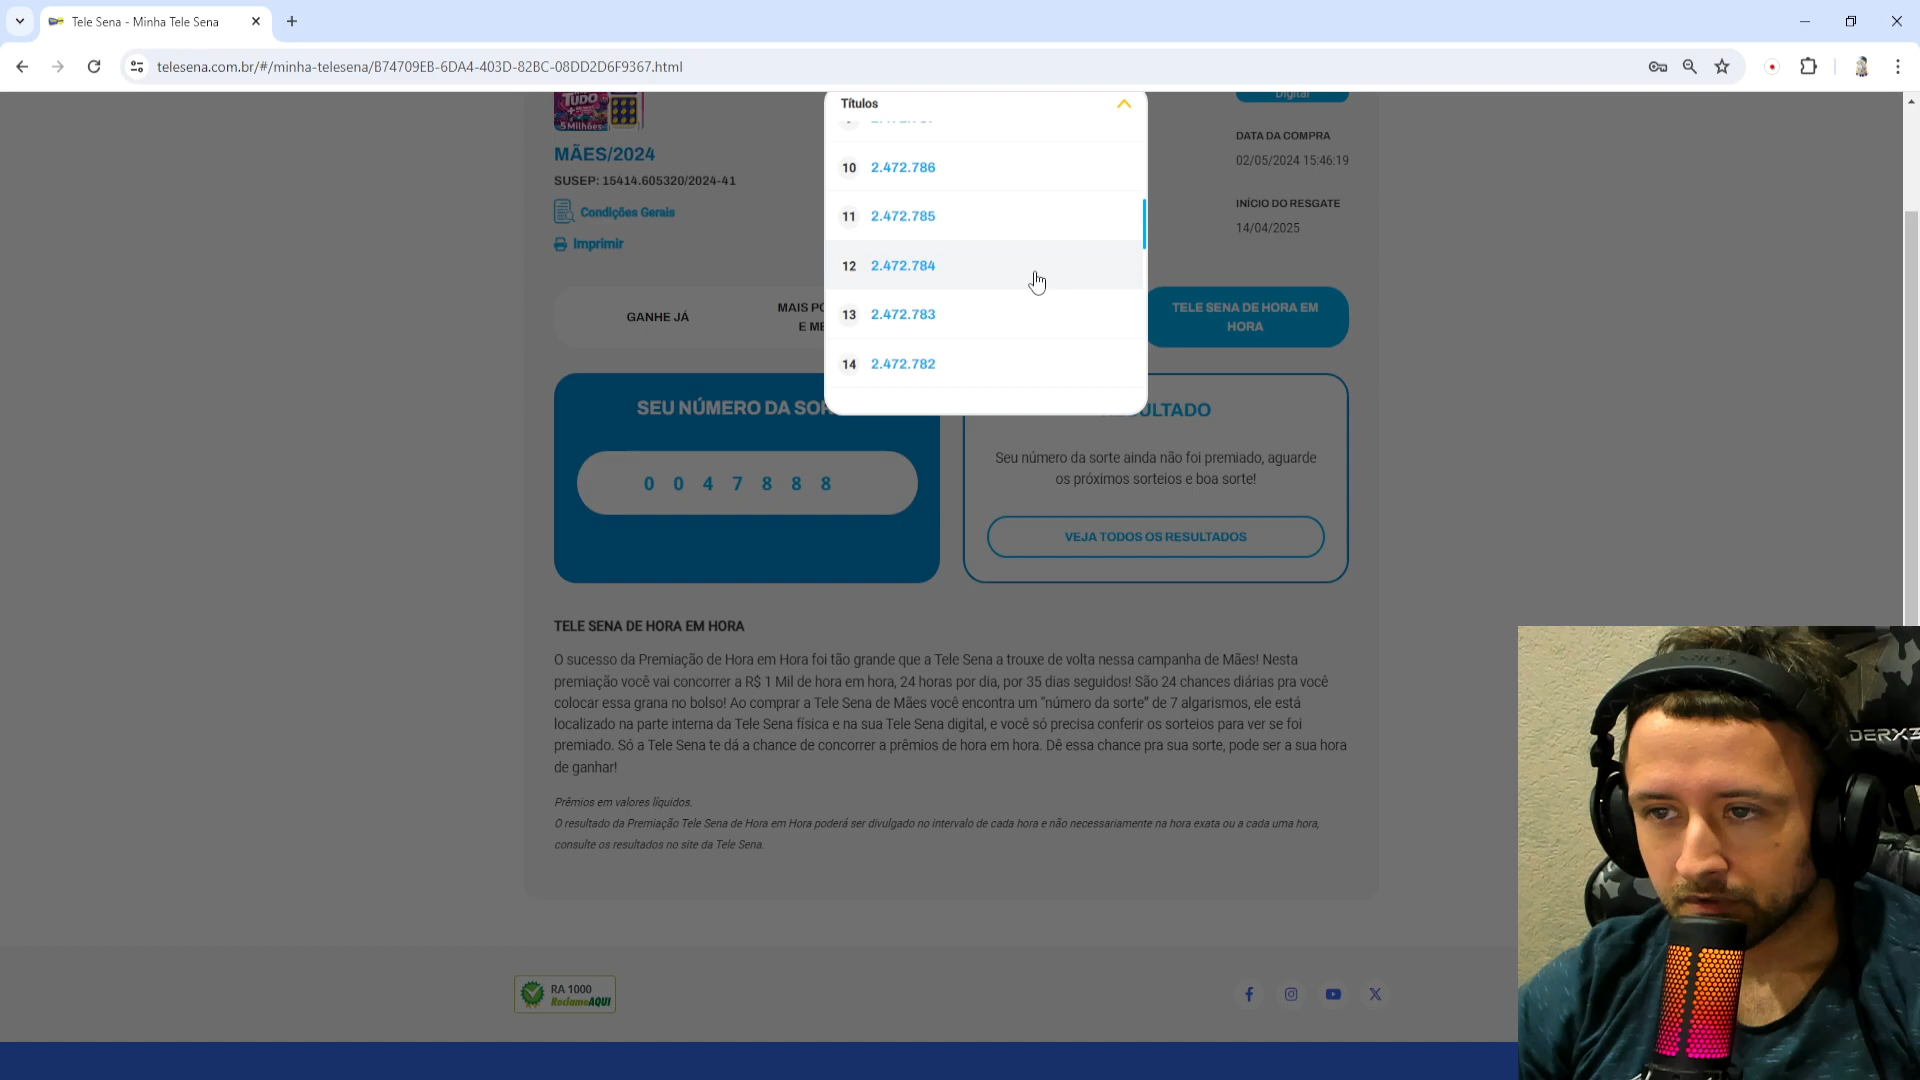 Tele Sena - Minha Tele Sena
telesena.com.br/#/minha-telesena/B74709EB-6DA4-403D-82BC-08DD2D6F9367.html
TUDO
5 Milhões
MÃES/2024
SUSEP: 15414.605320/2024-41
Condições Gerais
Imprimir
Títulos
10 2.472.786
11 2.472.785
12 2.472.784
13 2.472.783
14 2.472.782
Digital
DATA DA COMPRA
02/05/2024 15:46:19
INÍCIO DO RESGATE
14/04/2025
GANHE JÁ
MAIS PO
E ME
TELE SENA DE HORA EM
HORA
SEU NÚMERO DA SOR
0 0 4 7 8 8 8
ULTADO
Seu número da sorte ainda não foi premiado, aguarde
os próximos sorteios e boa sorte!
VEJA TODOS OS RESULTADOS
TELE SENA DE HORA EM HORA
O sucesso da Premiação de Hora em Hora foi tão grande que a Tele Sena a trouxe de volta nessa campanha de Mães! Nesta
premiação você vai concorrer a R$ 1 Mil de hora em hora, 24 horas por dia, por 35 dias seguidos! São 24 chances diárias pra você
colocar essa grana no bolso! Ao comprar a Tele Sena de Mães você encontra um "número da sorte" de 7 algarismos, ele está
localizado na parte interna da Tele Sena física e na sua Tele Sena digital, e você só precisa conferir os sorteios para ver se foi
premiado. Só a Tele Sena te dá a chance de concorrer a prêmios de hora em hora. Dê essa chance pra sua sorte, pode ser a sua hora
de ganhar!
Prêmios em valores líquidos.
O resultado da Premiação Tele Sena de Hora em Hora poderá ser divulgado no intervalo de cada hora e não necessariamente na hora exata ou a cada uma hora,
consulte os resultados no site da Tele Sena.
RA 1000
ReclameAQUI
DERX3